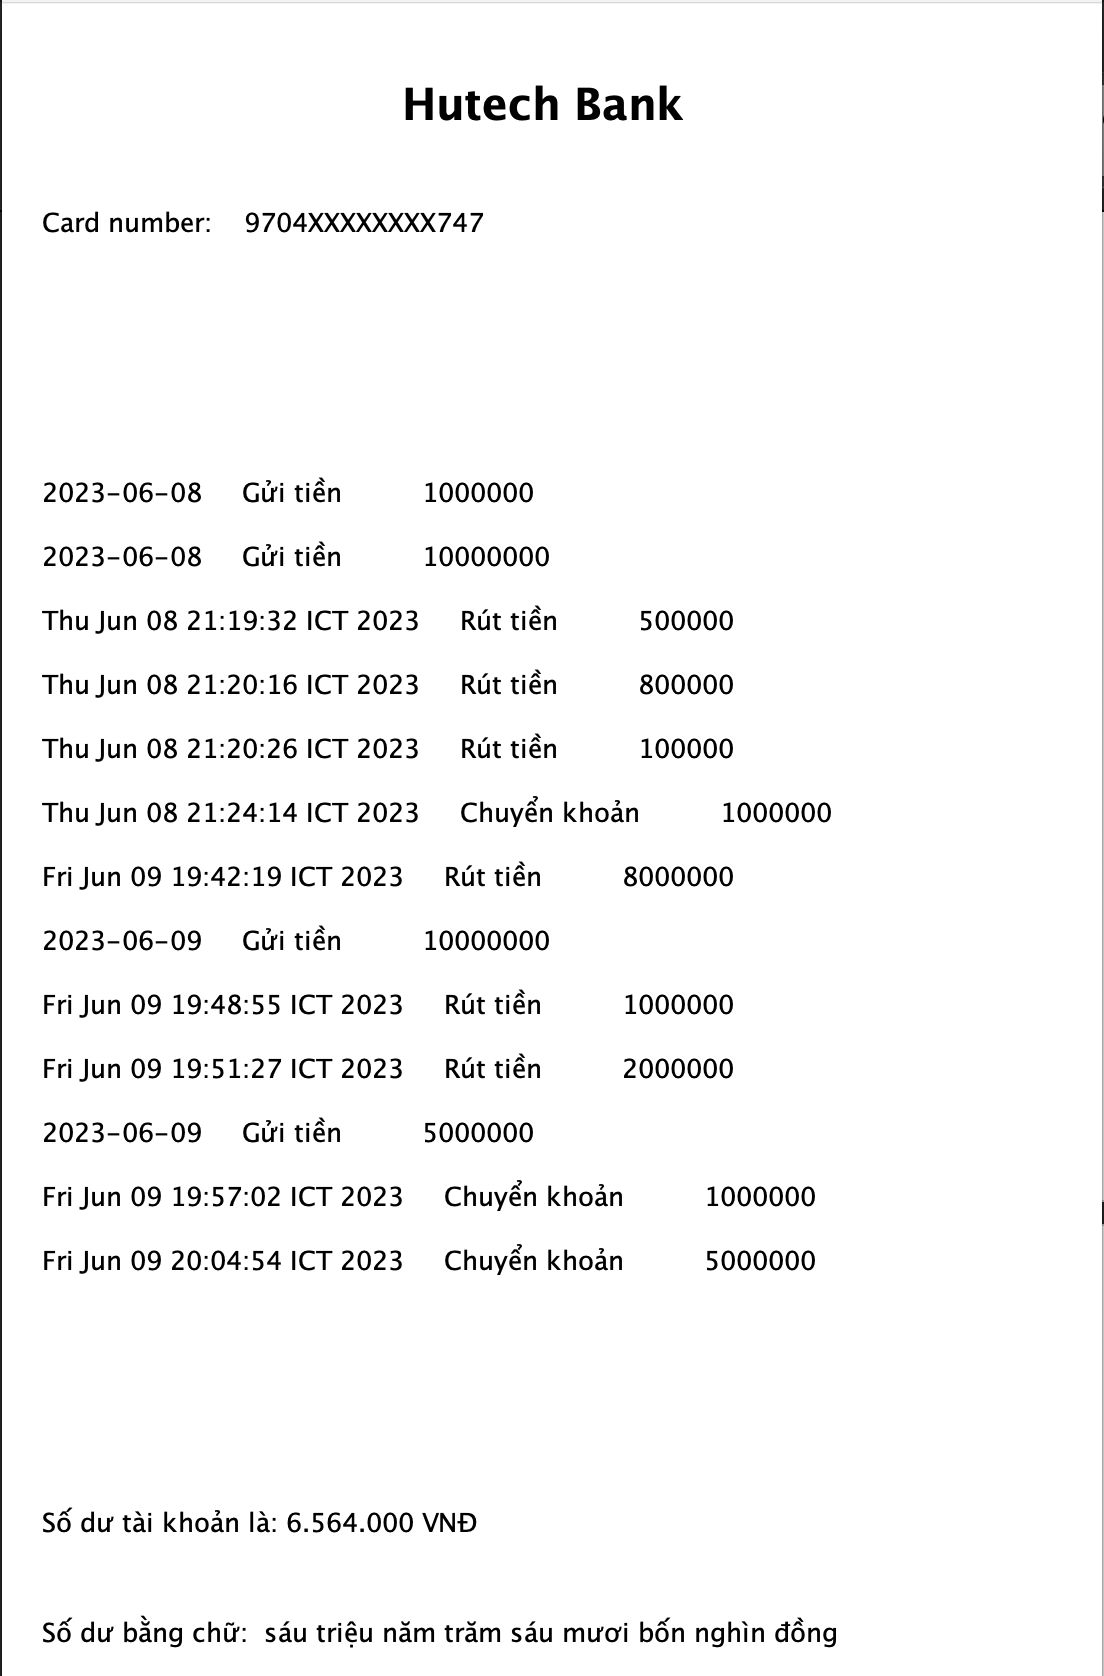 Hutech Bank
Card number: 9704XXXXXXXX747
2023-06-08 Gửi tiền 1000000
2023-06-08 Gửi tiền 10000000
Thu Jun 08 21:19:32 ICT 2023 Rút tiền 500000
Thu Jun 08 21:20:16 ICT 2023 Rút tiền 800000
Thu Jun 08 21:20:26 ICT 2023 Rút tiền 100000
Thu Jun 08 21:24:14 ICT 2023 Chuyển khoản 1000000
Fri Jun 09 19:42:19 ICT 2023 Rút tiền 8000000
2023-06-09 Gửi tiền 10000000
Fri Jun 09 19:48:55 ICT 2023 Rút tiền 1000000
Fri Jun 09 19:51:27 ICT 2023 Rút tiền 2000000
2023-06-09 Gửi tiền 5000000
Fri Jun 09 19:57:02 ICT 2023 Chuyển khoản 1000000
Fri Jun 09 20:04:54 ICT 2023 Chuyển khoản 5000000
Số dư tài khoản là: 6.564.000 VNĐ
Số dư bằng chữ: sáu triệu năm trăm sáu mươi bốn nghìn đồng